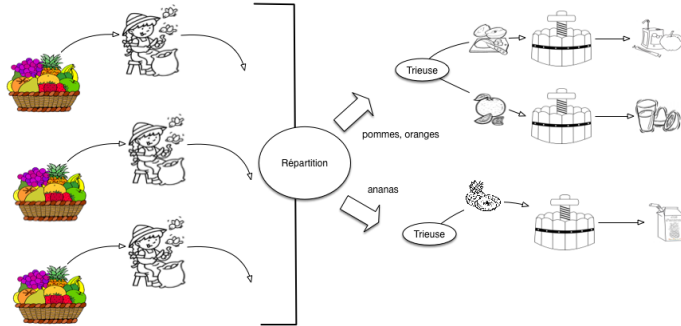 Répartition
pommes, oranges
ananas
Trieuse
Trieuse